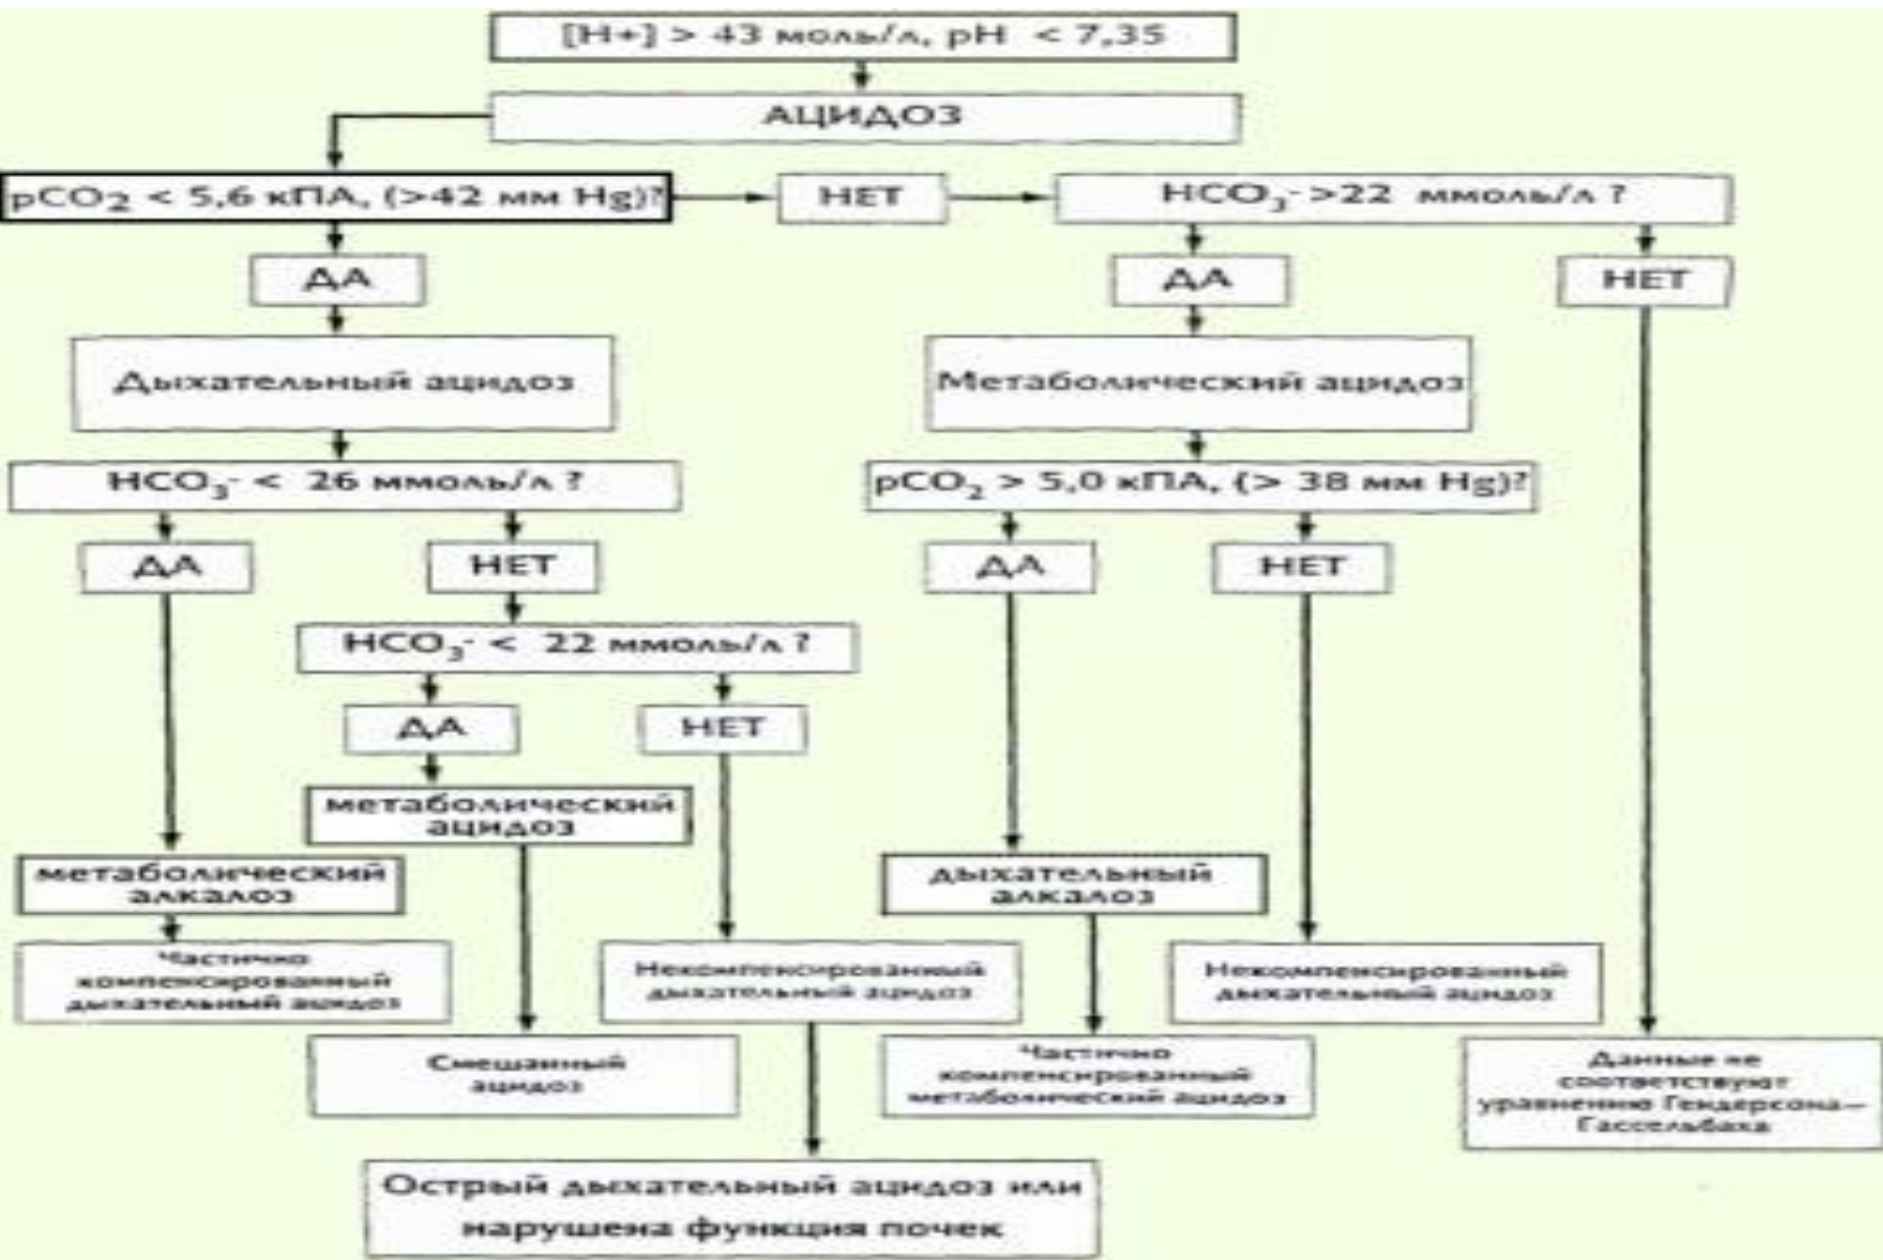 [H+] > 43 моль/л, pH < 7,35
АЦИДОЗ
pCO2 < 5,6 кПА, (>42 мм Hg)?
НЕТ
HCO3- >22 ммоль/л ?
ДА
ДА
НЕТ
Дыхательный ацидоз
Метаболический ацидоз
HCO3- < 26 ммоль/л ?
pCO2 > 5,0 кПА, (> 38 мм Hg)?
ДА
НЕТ
ДА
НЕТ
HCO3- < 22 ммоль/л ?
ДА
НЕТ
метаболический
ацидоз
метаболический
алкалоз
дыхательный
алкалоз
Частично
компенсированный
дыхательный ацидоз
Некомпенсированный
дыхательный ацидоз
Некомпенсированный
дыхательный ацидоз
Смешанный
ацидоз
Частично
компенсированный
метаболический ацидоз
Данные не
соответствуют
уравнению Гендерсона—
Гассельбаха
Острый дыхательный ацидоз или
нарушена функция почек